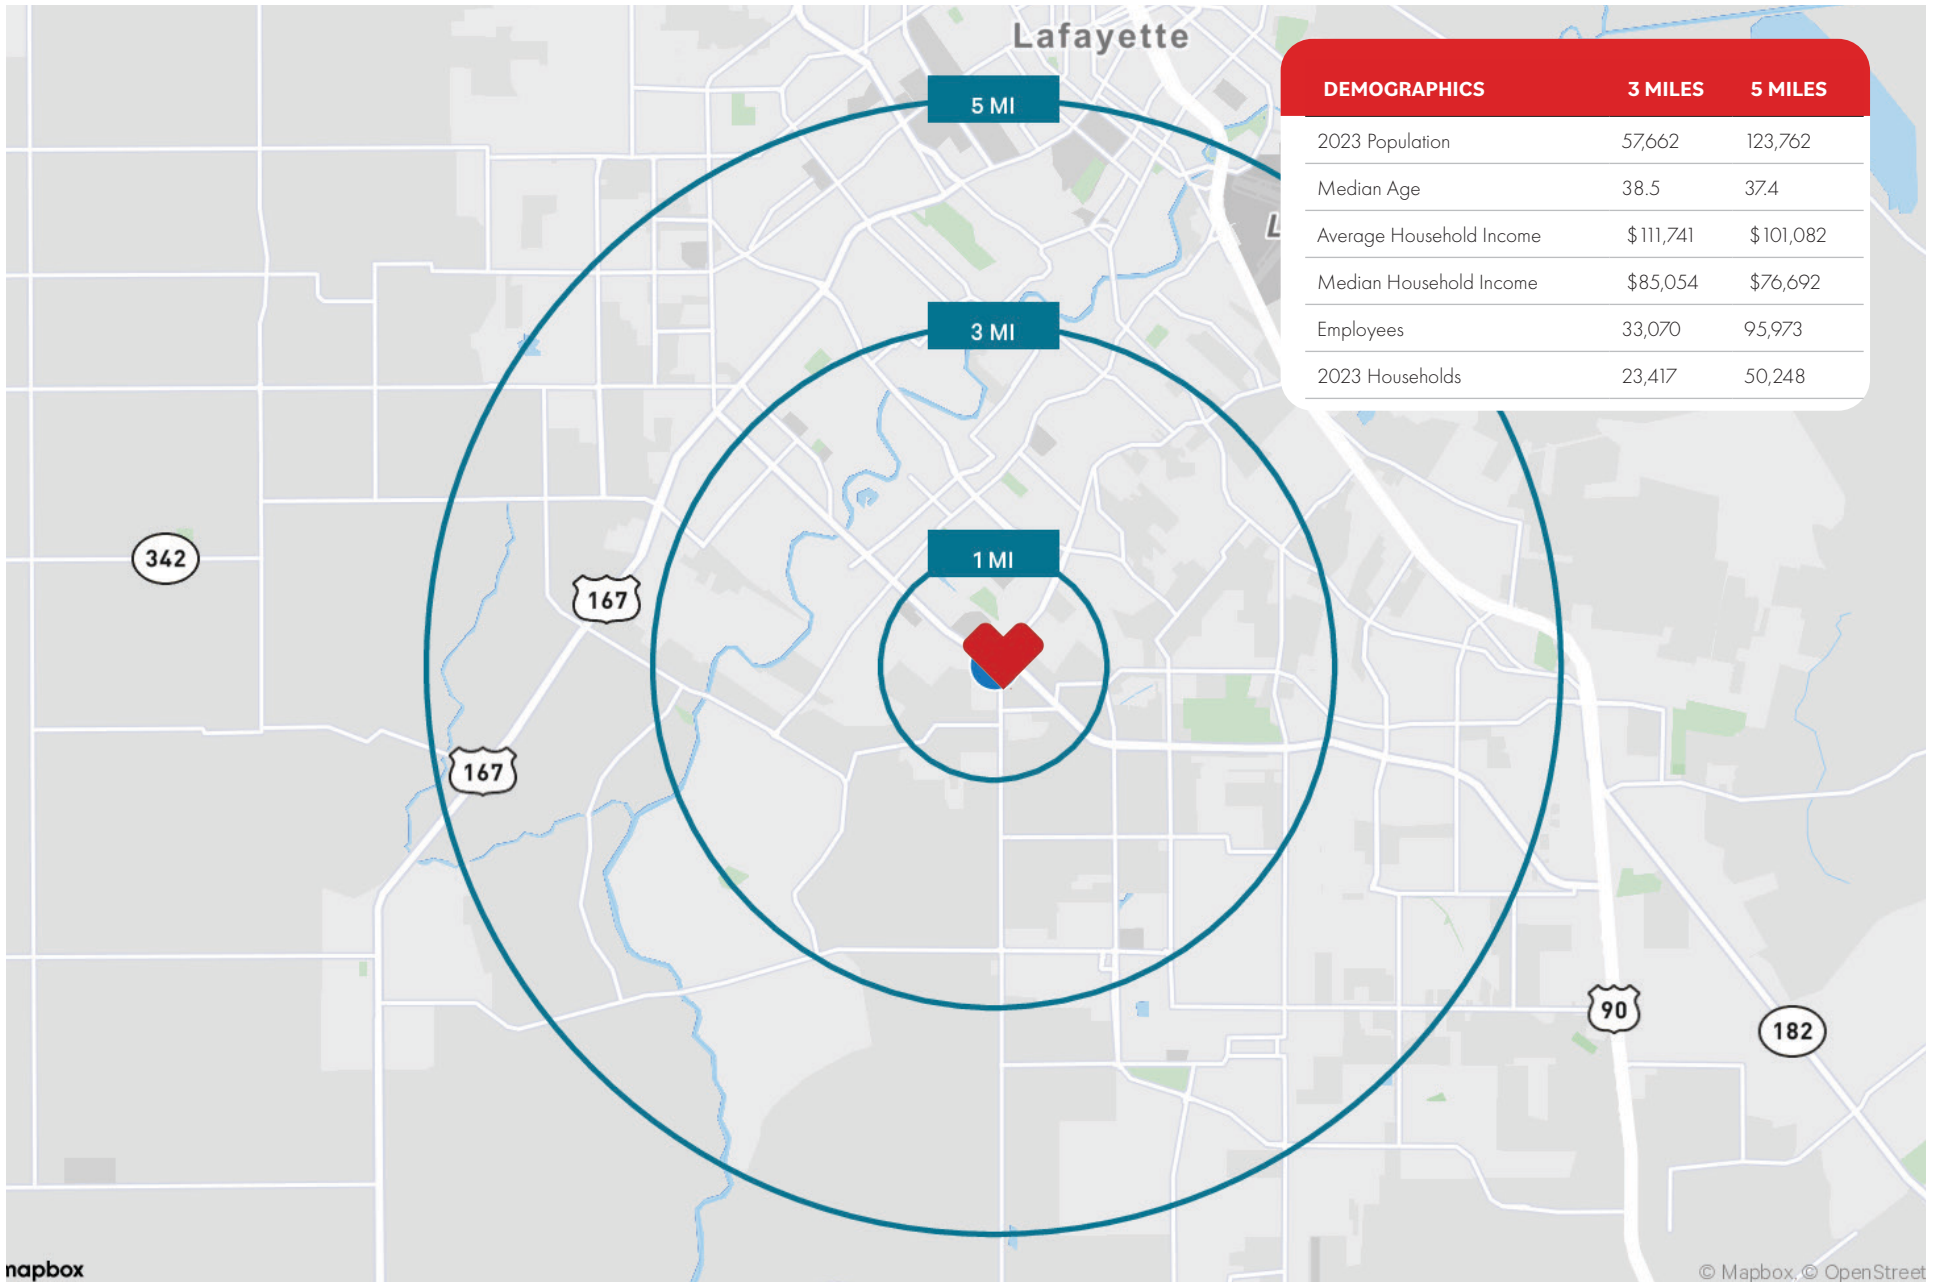 Lafayette
5 MI
DEMOGRAPHICS 3 MILES 5 MILES
2023 Population 57,662 123,762
Median Age 38.5 37.4
Average Household Income $111,741 $101,082
Median Household Income $85,054 $76,692
Employees 33,070 95,973
2023 Households 23,417 50,248
L
3 MI
1 MI
342
167
167
90
182
mapbox
© Mapbox, © OpenStreet